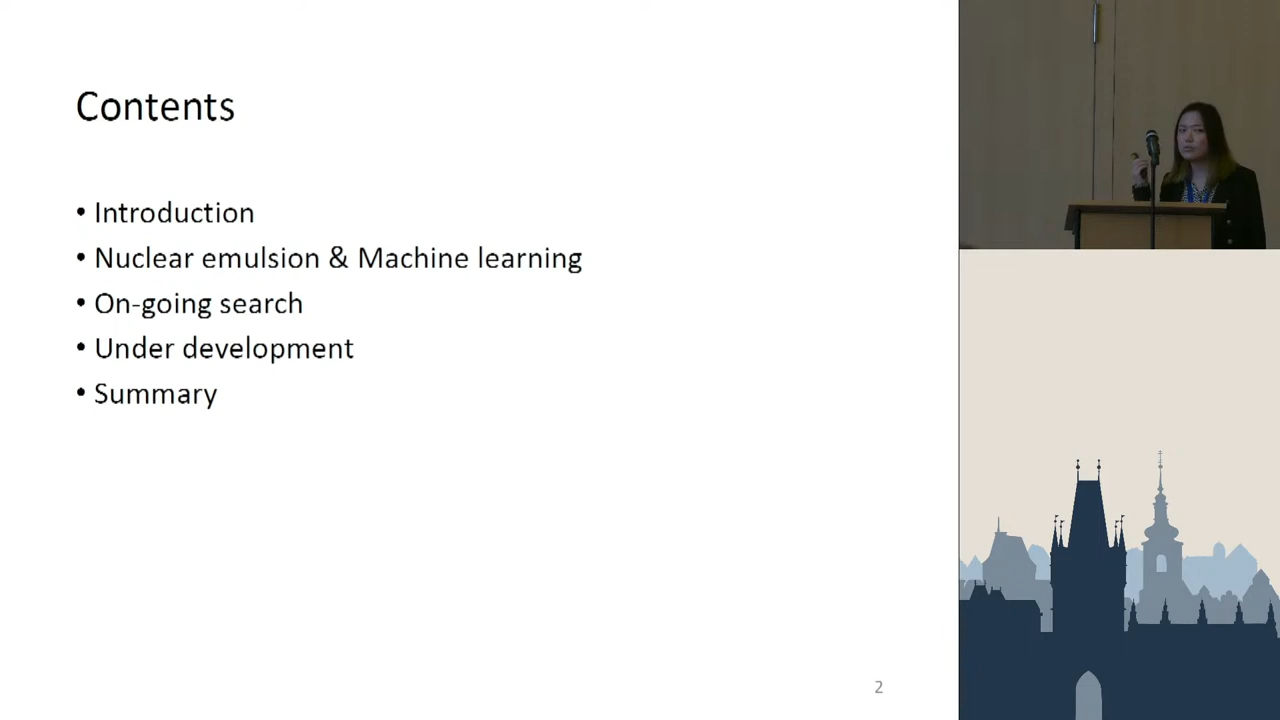 Contents
• Introduction
• Nuclear emulsion & Machine learning
• On-going search
• Under development
• Summary
2